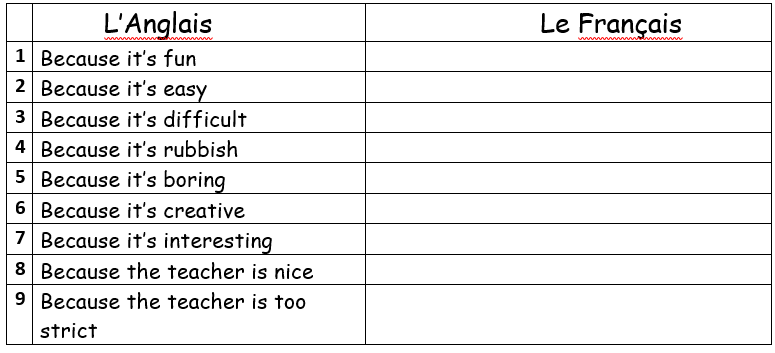 L'Anglais Le Français
1 Because it's fun
2 Because it's easy
3 Because it's difficult
4 Because it's rubbish
5 Because it's boring
6 Because it's creative
7 Because it's interesting
8 Because the teacher is nice
9 Because the teacher is too
strict